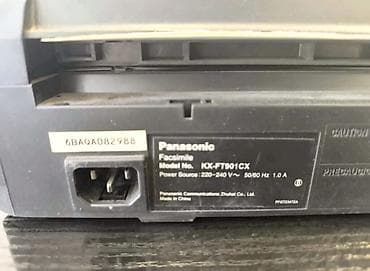 6BAQA082988
Panasonic
Facsimile
Model No. KX-FT901CX
Power Source: 220-240 V~ 50/60 Hz 1.0 A
Panasonic Communications Zhuhai Co., Ltd.
Made in China
CAUTION
PRECAUCIÓ